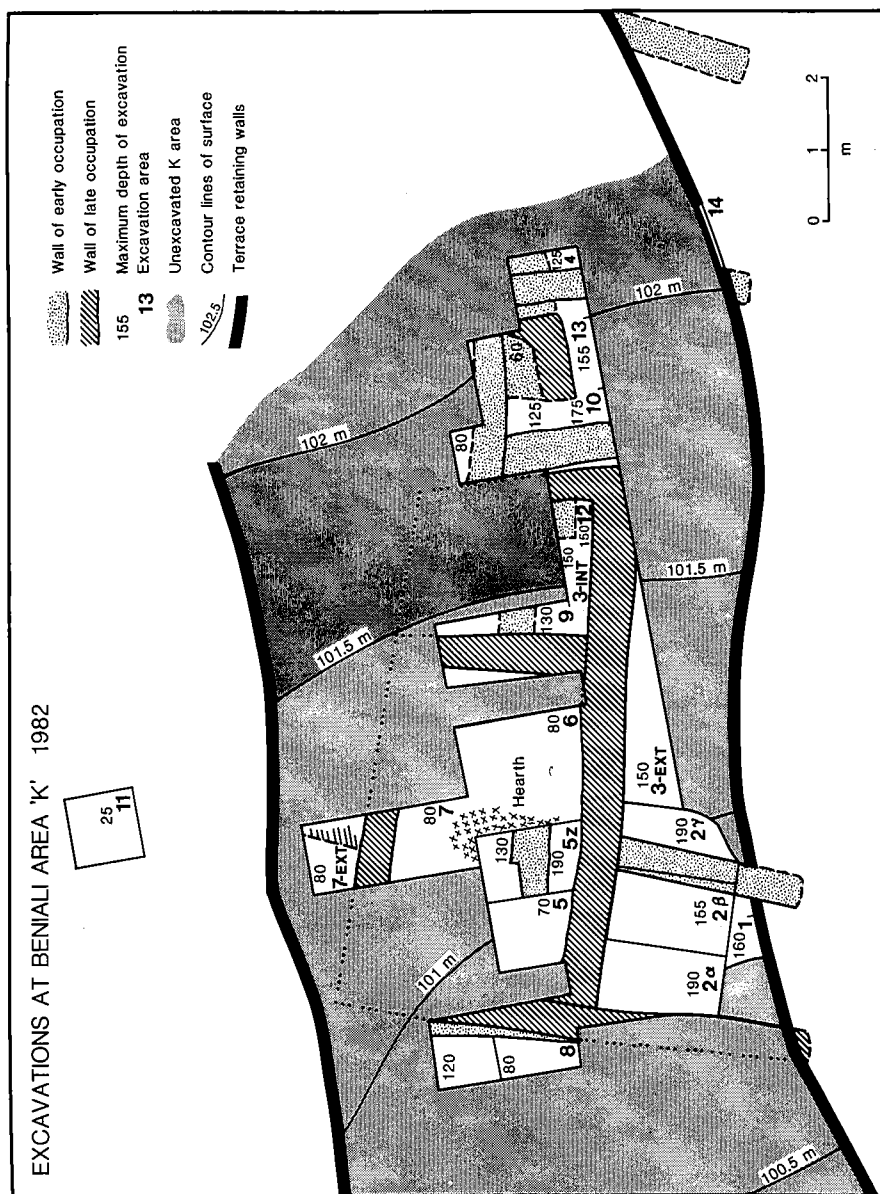 EXCAVATIONS AT BENIALI AREA 'K' 1982
Wall of early occupation
Wall of late occupation
155 Maximum depth of excavation
13 Excavation area
Unexcavated K area
102.5 Contour lines of surface
Terrace retaining walls
25
11
80
7-EXT
80
7
Hearth
80
6
130
190
5z
70
5
120
80
8
101 m
101.5 m
102 m
80
125
175
10
60
155
13
125
4
102 m
14
150
150
12
3-INT
130
9
101.5 m
150
3-EXT
190
2γ
155
2β
190
2α
160
1
100.5 m
0 1 2
m